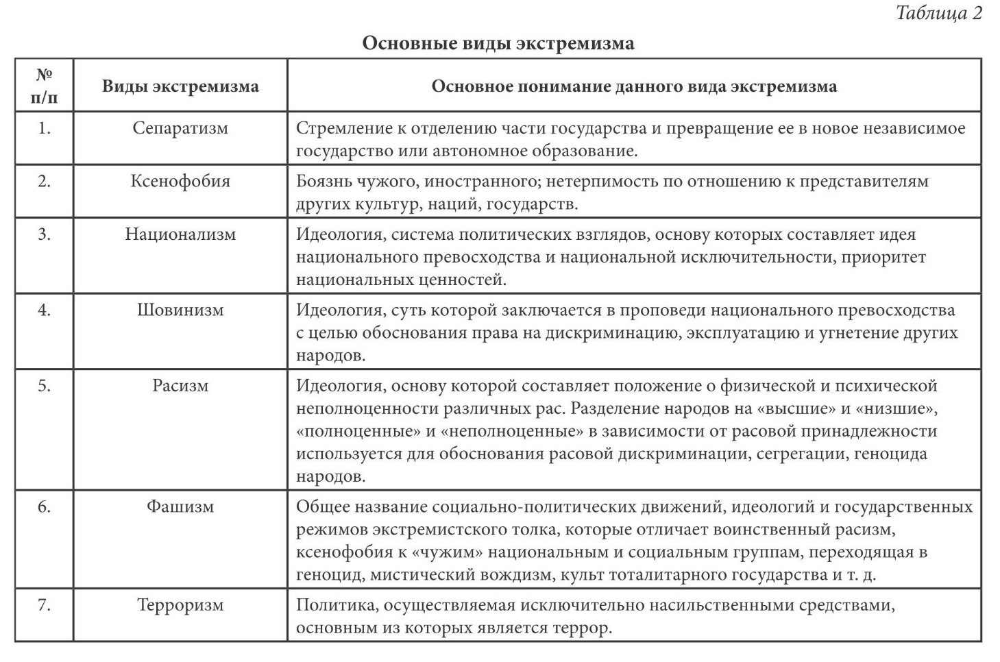 Таблица 2
Основные виды экстремизма
№
п/п
Виды экстремизма
Основное понимание данного вида экстремизма
1.
Сепаратизм
Стремление к отделению части государства и превращение ее в новое независимое
государство или автономное образование.
2.
Ксенофобия
Боязнь чужого, иностранного; нетерпимость по отношению к представителям
других культур, наций, государств.
3.
Национализм
Идеология, система политических взглядов, основу которых составляет идея
национального превосходства и национальной исключительности, приоритет
национальных ценностей.
4.
Шовинизм
Идеология, суть которой заключается в проповеди национального превосходства
с целью обоснования права на дискриминацию, эксплуатацию и угнетение других
народов.
5.
Расизм
Идеология, основу которой составляет положение о физической и психической
неполноценности различных рас. Разделение народов на «высшие» и «низшие»,
«полноценные» и «неполноценные» в зависимости от расовой принадлежности
используется для обоснования расовой дискриминации, сегрегации, геноцида
народов.
6.
Фашизм
Общее название социально-политических движений, идеологий и государственных
режимов экстремистского толка, которые отличает воинственный расизм,
ксенофобия к «чужим» национальным и социальным группам, переходящая в
геноцид, мистический вождизм, культ тоталитарного государства и т. д.
7.
Терроризм
Политика, осуществляемая исключительно насильственными средствами,
основным из которых является террор.